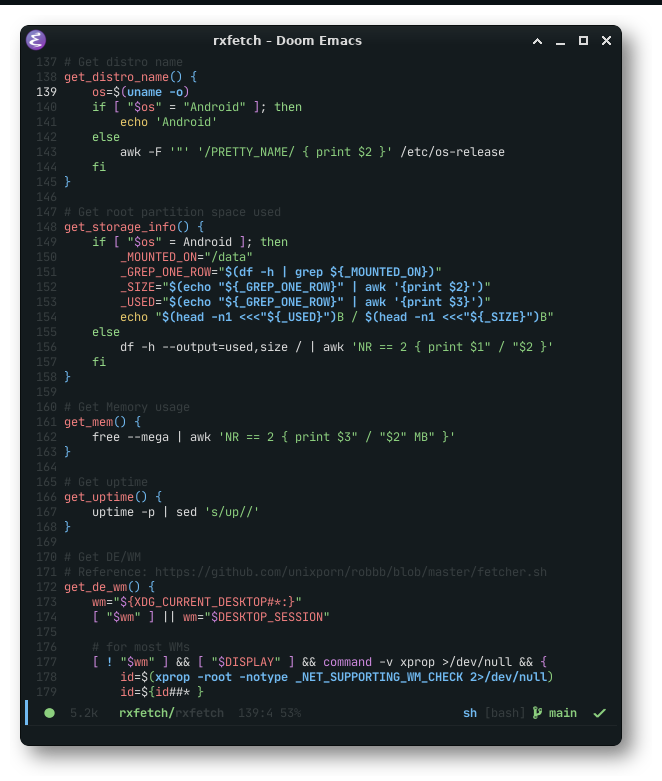 rxfetch – Doom Emacs
137 # Get distro name
138 get_distro_name() {
139     os=$(uname -o)
140     if [ "$os" = "Android" ]; then
141         echo 'Android'
142     else
143         awk -F '"' '/PRETTY_NAME/ { print $2 }' /etc/os-release
144     fi
145 }
146
147 # Get root partition space used
148 get_storage_info() {
149     if [ "$os" = Android ]; then
150         _MOUNTED_ON="/data"
151         _GREP_ONE_ROW="$(df -h | grep ${_MOUNTED_ON})"
152         _SIZE="$(echo "${_GREP_ONE_ROW}" | awk '{print $2}')"
153         _USED="$(echo "${_GREP_ONE_ROW}" | awk '{print $3}')"
154         echo "$(head -n1 <<<"${_USED}")B / $(head -n1 <<<"${_SIZE}")B"
155     else
156         df -h --output=used,size / | awk 'NR == 2 { print $1" / "$2 }'
157     fi
158 }
159
160 # Get Memory usage
161 get_mem() {
162     free --mega | awk 'NR == 2 { print $3" / "$2" MB" }'
163 }
164
165 # Get uptime
166 get_uptime() {
167     uptime -p | sed 's/up//'
168 }
169
170 # Get DE/WM
171 # Reference: https://github.com/unixporn/robbb/blob/master/fetcher.sh
172 get_de_wm() {
173     wm="${XDG_CURRENT_DESKTOP#*:}"
174     [ "$wm" ] || wm="$DESKTOP_SESSION"
175
176     # for most WMs
177     [ ! "$wm" ] && [ "$DISPLAY" ] && command -v xprop >/dev/null && {
178         id=$(xprop -root -notype _NET_SUPPORTING_WM_CHECK 2>/dev/null)
179         id=${id##* }
5.2k rxfetch/rxfetch 139:4 53% sh [bash] main